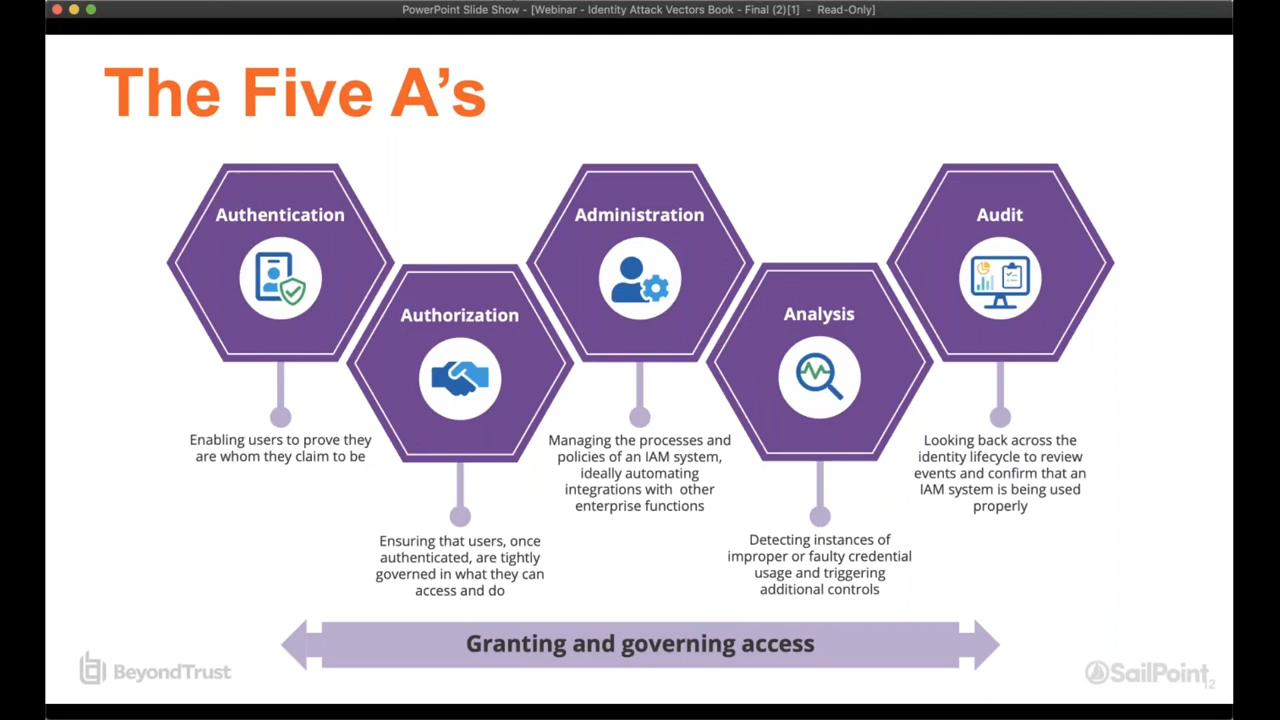 PowerPoint Slide Show - [Webinar - Identity Attack Vectors Book - Final (2)[1] - Read-Only]
The Five A's
Authentication
Enabling users to prove they
are whom they claim to be
Authorization
Ensuring that users, once
authenticated, are tightly
governed in what they can
access and do
Administration
Managing the processes and
policies of an IAM system,
ideally automating
integrations with other
enterprise functions
Analysis
Detecting instances of
improper or faulty credential
usage and triggering
additional controls
Audit
Looking back across the
identity lifecycle to review
events and confirm that an
IAM system is being used
properly
Granting and governing access
BeyondTrust
SailPoint
12